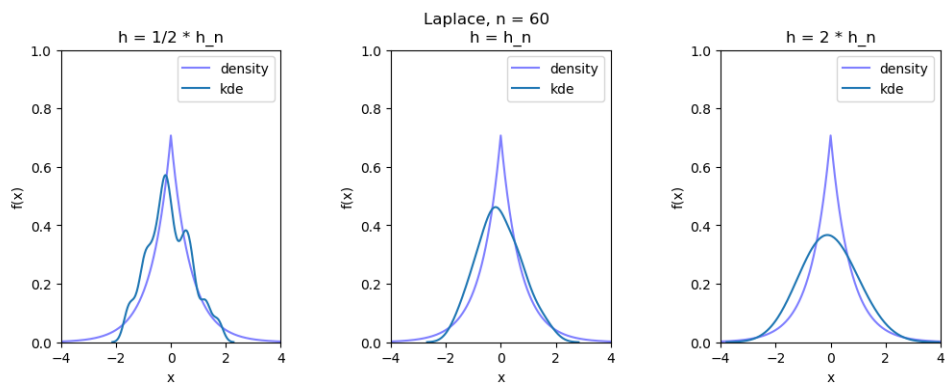 Laplace, n = 60
h = 1/2 * h_n
1.0
0.8
0.6
0.4
0.2
0.0
f(x)
density
kde
−4
−2
0
2
4
x
h = h_n
1.0
0.8
0.6
0.4
0.2
0.0
f(x)
density
kde
−4
−2
0
2
4
x
h = 2 * h_n
1.0
0.8
0.6
0.4
0.2
0.0
f(x)
density
kde
−4
−2
0
2
4
x